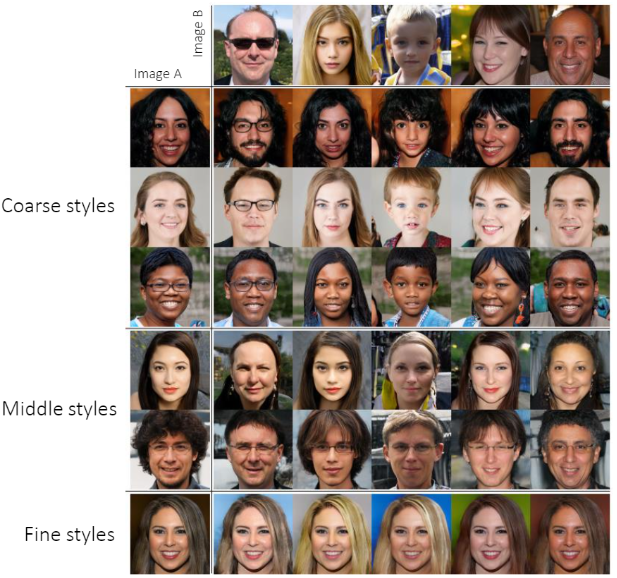 Image B
Image A
Coarse styles
Middle styles
Fine styles